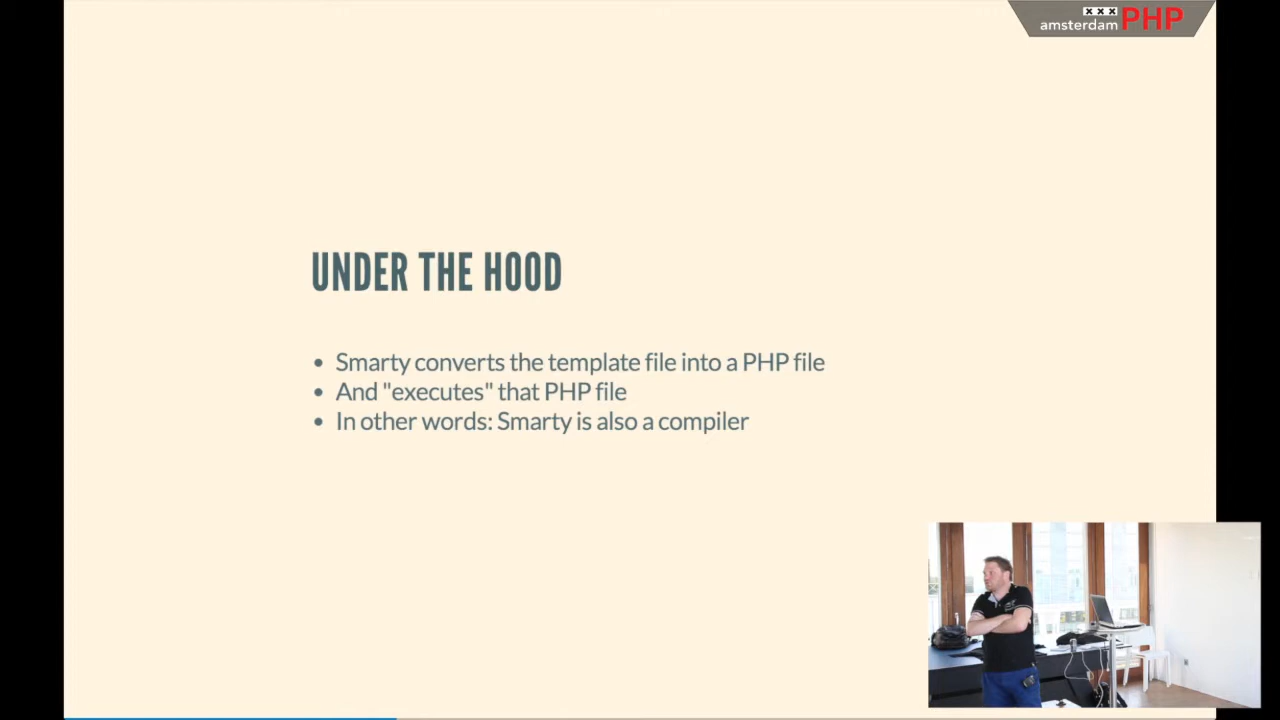 xxx
amsterdam PHP
UNDER THE HOOD
• Smarty converts the template file into a PHP file
• And "executes" that PHP file
• In other words: Smarty is also a compiler